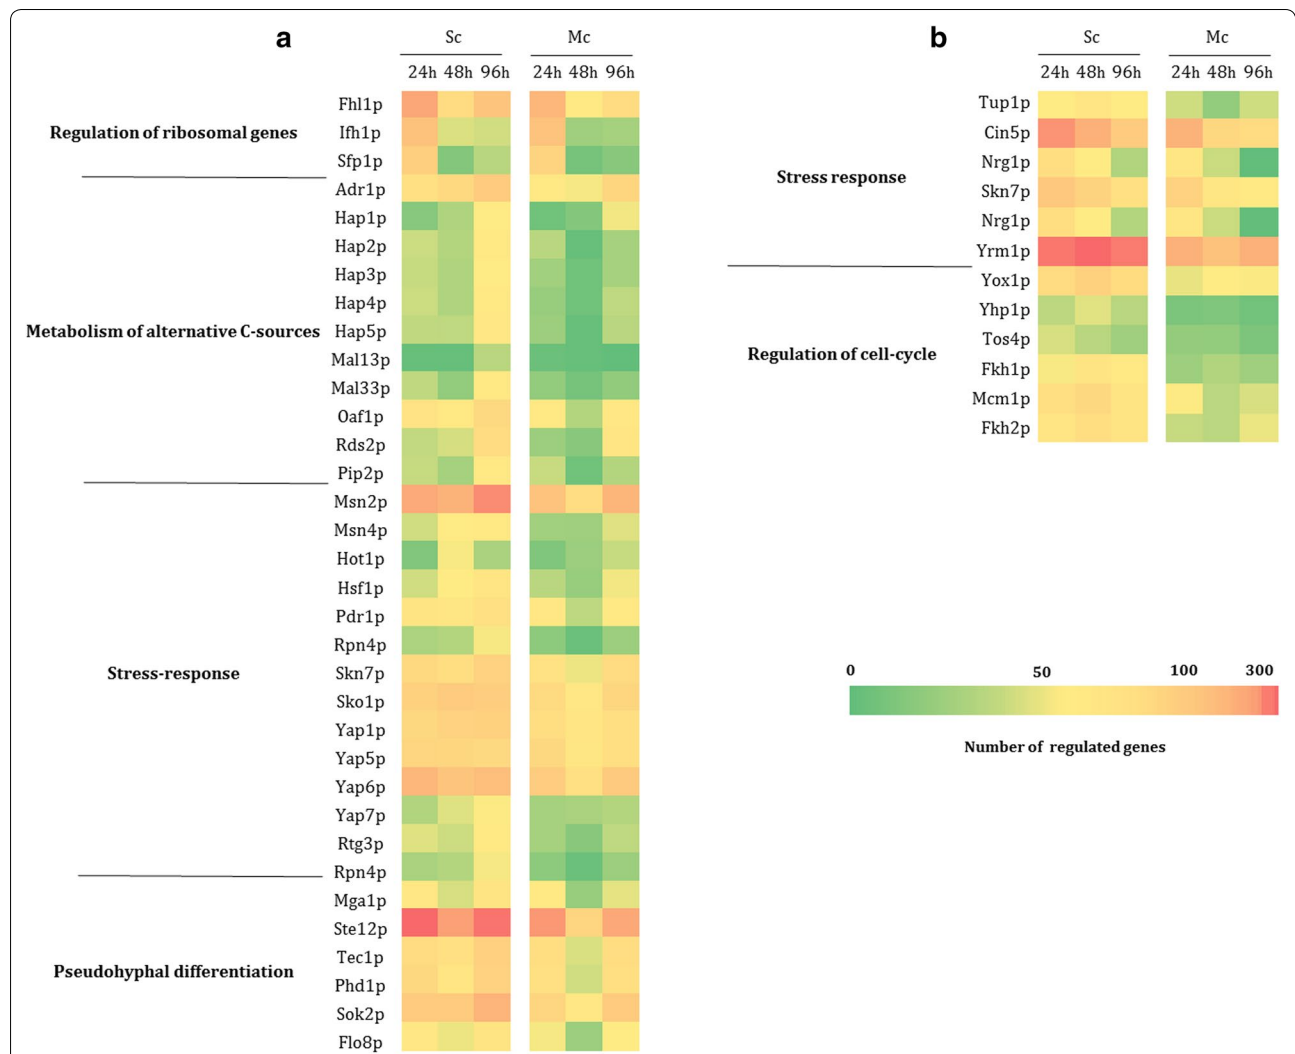 a
Sc Mc
24h 48h 96h 24h 48h 96h
Regulation of ribosomal genes
Fhl1p
Ifh1p
Sfp1p
Metabolism of alternative C-sources
Adr1p
Hap1p
Hap2p
Hap3p
Hap4p
Hap5p
Mal13p
Mal33p
Oaf1p
Rds2p
Pip2p
Stress-response
Msn2p
Msn4p
Hot1p
Hsf1p
Pdr1p
Rpn4p
Skn7p
Sko1p
Yap1p
Yap5p
Yap6p
Yap7p
Rtg3p
Rpn4p
Pseudohyphal differentiation
Mga1p
Ste12p
Tec1p
Phd1p
Sok2p
Flo8p
b
Sc Mc
24h 48h 96h 24h 48h 96h
Stress response
Tup1p
Cin5p
Nrg1p
Skn7p
Nrg1p
Yrm1p
Regulation of cell-cycle
Yox1p
Yhp1p
Tos4p
Fkh1p
Mcm1p
Fkh2p
0 50 100 300
Number of regulated genes